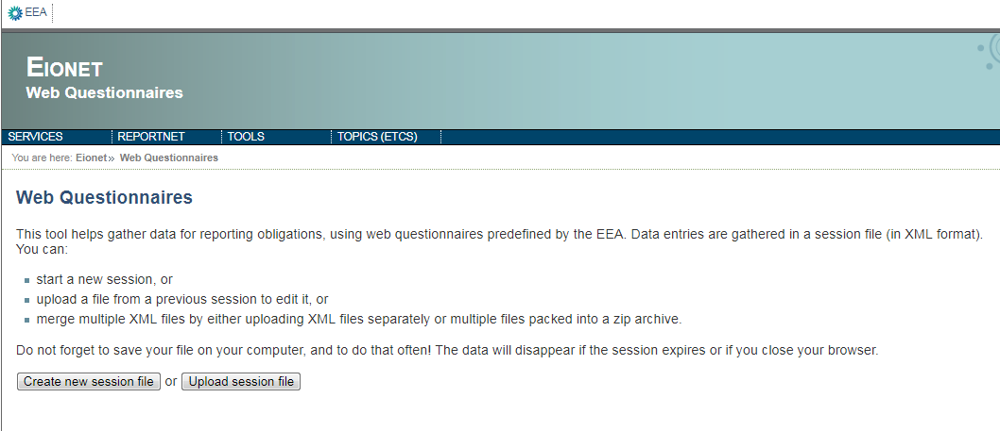 EEA
EIONET
Web Questionnaires
SERVICES REPORTNET TOOLS TOPICS (ETCS)
You are here: Eionet» Web Questionnaires
Web Questionnaires
This tool helps gather data for reporting obligations, using web questionnaires predefined by the EEA. Data entries are gathered in a session file (in XML format).
You can:
start a new session, or
upload a file from a previous session to edit it, or
merge multiple XML files by either uploading XML files separately or multiple files packed into a zip archive.
Do not forget to save your file on your computer, and to do that often! The data will disappear if the session expires or if you close your browser.
Create new session file or Upload session file